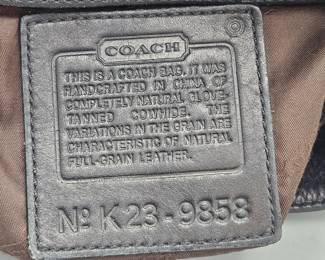 COACH
THIS IS A COACH BAG. IT WAS
HANDCRAFTED IN CHINA OF
COMPLETELY NATURAL GLOVE-
TANNED COWHIDE. THE
VARIATIONS IN THE GRAIN ARE
CHARACTERISTIC OF NATURAL
FULL-GRAIN LEATHER.
Nº K23-9858